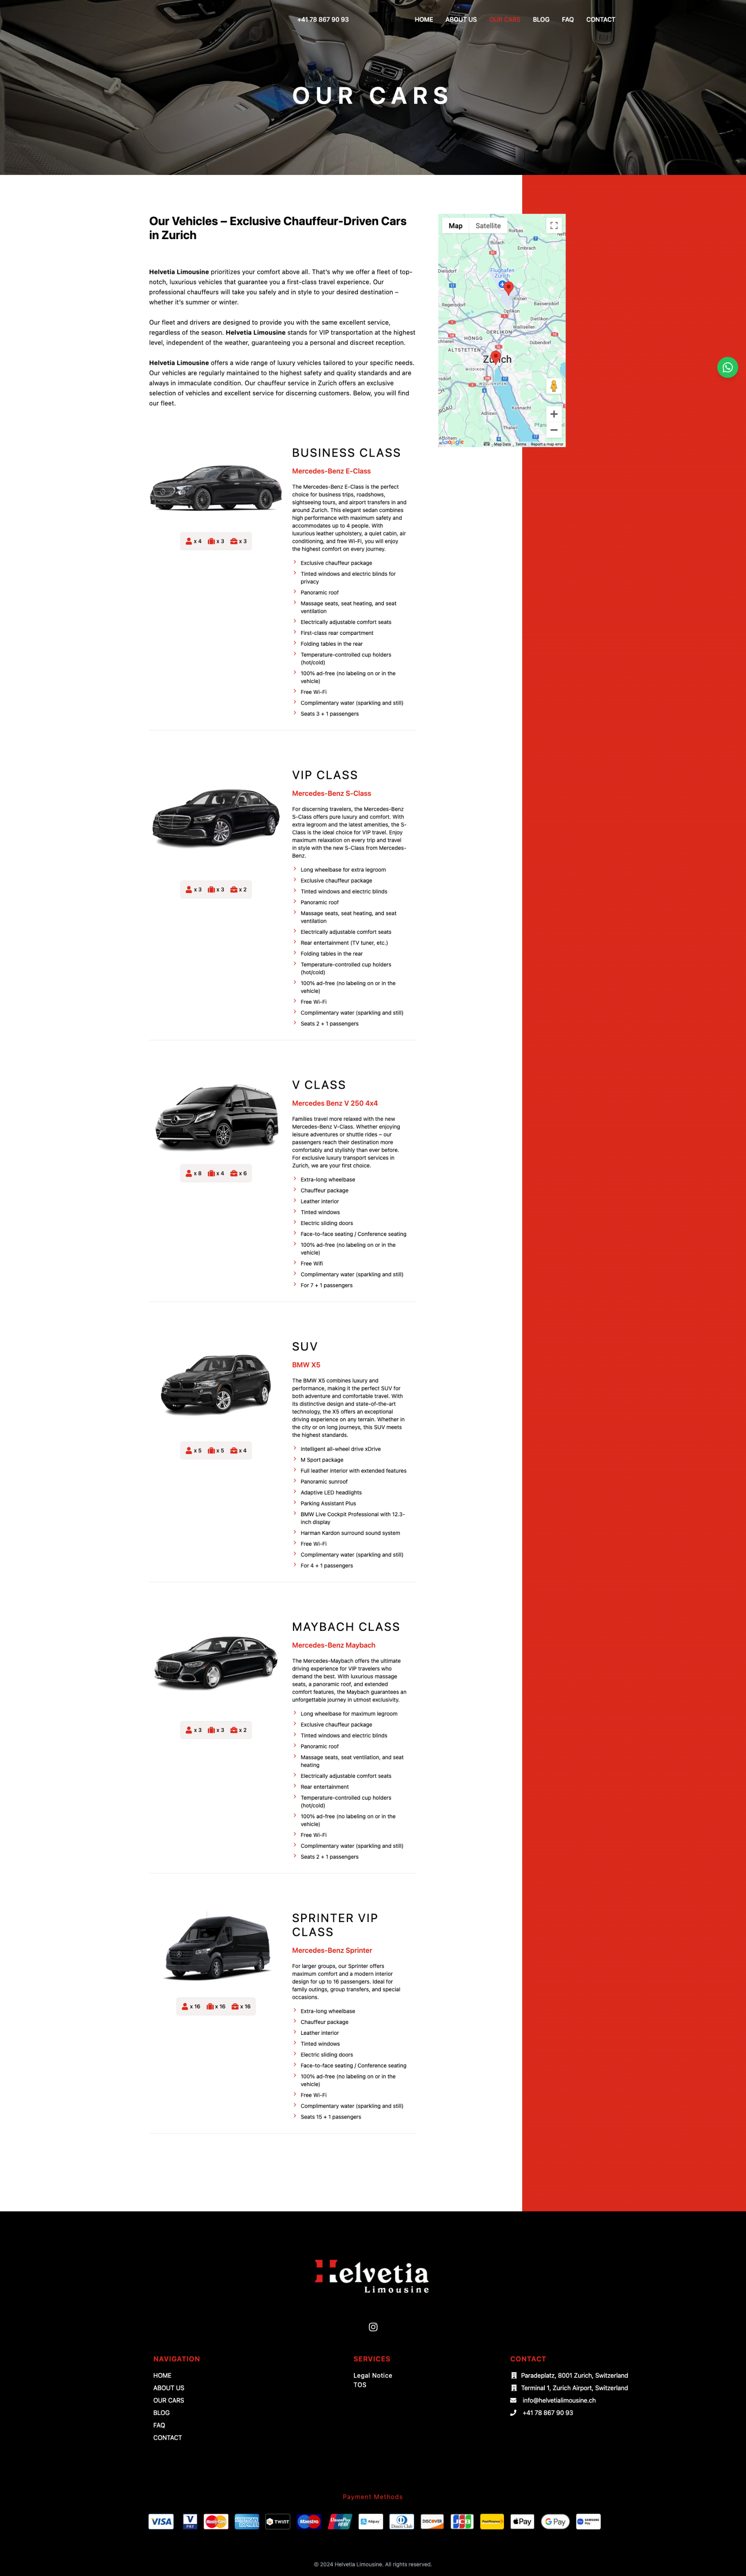 +41 78 867 90 93
HOME ABOUT US OUR CARS BLOG FAQ CONTACT
OUR CARS
Our Vehicles – Exclusive Chauffeur-Driven Cars
in Zurich
Helvetia Limousine prioritizes your comfort above all. That's why we offer a fleet of top-
notch, luxurious vehicles that guarantee you a first-class travel experience. Our
professional chauffeurs will take you safely and in style to your desired destination –
whether it's summer or winter.
Our fleet and drivers are designed to provide you with the same excellent service,
regardless of the season. Helvetia Limousine stands for VIP transportation at the highest
level, independent of the weather, guaranteeing you a personal and discreet reception.
Helvetia Limousine offers a wide range of luxury vehicles tailored to your specific needs.
Our vehicles are regularly maintained to the highest safety and quality standards and are
always in immaculate condition. Our chauffeur service in Zurich offers an exclusive
selection of vehicles and excellent service for discerning customers. Below, you will find
our fleet.
Map Satellite
Rorbas
Bülach
Embrach
Dielsdorf
Flughafen
Zürich
Kloten
Regensdorf
Bassersdorf
Opfikon
OERLIKON
Wallisellen
Dübendorf
ALTSTETTEN
Zürich
WIEDIKON
Uster
Adliswil
Küsnacht
Thalwil
Affoltern
am Albis
Google
Map Data Terms Report a map error
BUSINESS CLASS
Mercedes-Benz E-Class
x 4 x 3 x 3
The Mercedes-Benz E-Class is the perfect
choice for business trips, roadshows,
sightseeing tours, and airport transfers in and
around Zurich. This elegant sedan combines
high performance with maximum safety and
accommodates up to 4 people. With
luxurious leather upholstery, a quiet cabin, air
conditioning, and free Wi-Fi, you will enjoy
the highest comfort on every journey.
Exclusive chauffeur package
Tinted windows and electric blinds for
privacy
Panoramic roof
Massage seats, seat heating, and seat
ventilation
Electrically adjustable comfort seats
First-class rear compartment
Folding tables in the rear
Temperature-controlled cup holders
(hot/cold)
100% ad-free (no labeling on or in the
vehicle)
Free Wi-Fi
Complimentary water (sparkling and still)
Seats 3 + 1 passengers
VIP CLASS
Mercedes-Benz S-Class
x 3 x 3 x 2
For discerning travelers, the Mercedes-Benz
S-Class offers pure luxury and comfort. With
extra legroom and the latest amenities, the S-
Class is the ideal choice for VIP travel. Enjoy
maximum relaxation on every trip and travel
in style with the new S-Class from Mercedes-
Benz.
Long wheelbase for extra legroom
Exclusive chauffeur package
Tinted windows and electric blinds
Panoramic roof
Massage seats, seat heating, and seat
ventilation
Electrically adjustable comfort seats
Rear entertainment (TV tuner, etc.)
Folding tables in the rear
Temperature-controlled cup holders
(hot/cold)
100% ad-free (no labeling on or in the
vehicle)
Free Wi-Fi
Complimentary water (sparkling and still)
Seats 2 + 1 passengers
V CLASS
Mercedes Benz V 250 4x4
x 8 x 4 x 6
Families travel more relaxed with the new
Mercedes-Benz V-Class. Whether enjoying
leisure adventures or shuttle rides – our
passengers reach their destination more
comfortably and stylishly than ever before.
For exclusive luxury transport services in
Zurich, we are your first choice.
Extra-long wheelbase
Chauffeur package
Leather interior
Tinted windows
Electric sliding doors
Face-to-face seating / Conference seating
100% ad-free (no labeling on or in the
vehicle)
Free Wifi
Complimentary water (sparkling and still)
For 7 + 1 passengers
SUV
BMW X5
x 5 x 5 x 4
The BMW X5 combines luxury and
performance, making it the perfect SUV for
both adventure and comfortable travel. With
its distinctive design and state-of-the-art
technology, the X5 offers an exceptional
driving experience on any terrain. Whether in
the city or on long journeys, this SUV meets
the highest standards.
Intelligent all-wheel drive xDrive
M Sport package
Full leather interior with extended features
Panoramic sunroof
Adaptive LED headlights
Parking Assistant Plus
BMW Live Cockpit Professional with 12.3-
inch display
Harman Kardon surround sound system
Free Wi-Fi
Complimentary water (sparkling and still)
For 4 + 1 passengers
MAYBACH CLASS
Mercedes-Benz Maybach
x 3 x 3 x 2
The Mercedes-Maybach offers the ultimate
driving experience for VIP travelers who
demand the best. With luxurious massage
seats, a panoramic roof, and extended
comfort features, the Maybach guarantees an
unforgettable journey in utmost exclusivity.
Long wheelbase for maximum legroom
Exclusive chauffeur package
Tinted windows and electric blinds
Panoramic roof
Massage seats, seat ventilation, and seat
heating
Electrically adjustable comfort seats
Rear entertainment
Temperature-controlled cup holders
(hot/cold)
100% ad-free (no labeling on or in the
vehicle)
Free Wi-Fi
Complimentary water (sparkling and still)
Seats 2 + 1 passengers
SPRINTER VIP
CLASS
Mercedes-Benz Sprinter
x 16 x 16 x 16
For larger groups, our Sprinter offers
maximum comfort and a modern interior
design for up to 16 passengers. Ideal for
family outings, group transfers, and special
occasions.
Extra-long wheelbase
Chauffeur package
Leather interior
Tinted windows
Electric sliding doors
Face-to-face seating / Conference seating
100% ad-free (no labeling on or in the
vehicle)
Free Wi-Fi
Complimentary water (sparkling and still)
Seats 15 + 1 passengers
Helvetia
Limousine
NAVIGATION
HOME
ABOUT US
OUR CARS
BLOG
FAQ
CONTACT
SERVICES
Legal Notice
TOS
CONTACT
Paradeplatz, 8001 Zurich, Switzerland
Terminal 1, Zurich Airport, Switzerland
info@helvetialimousine.ch
+41 78 867 90 93
Payment Methods
VISA V PAY MasterCard AMERICAN EXPRESS TWINT Maestro UnionPay Alipay Diners Club DISCOVER JCB PostFinance Apple Pay G Pay SAMSUNG Pay
© 2024 Helvetia Limousine. All rights reserved.